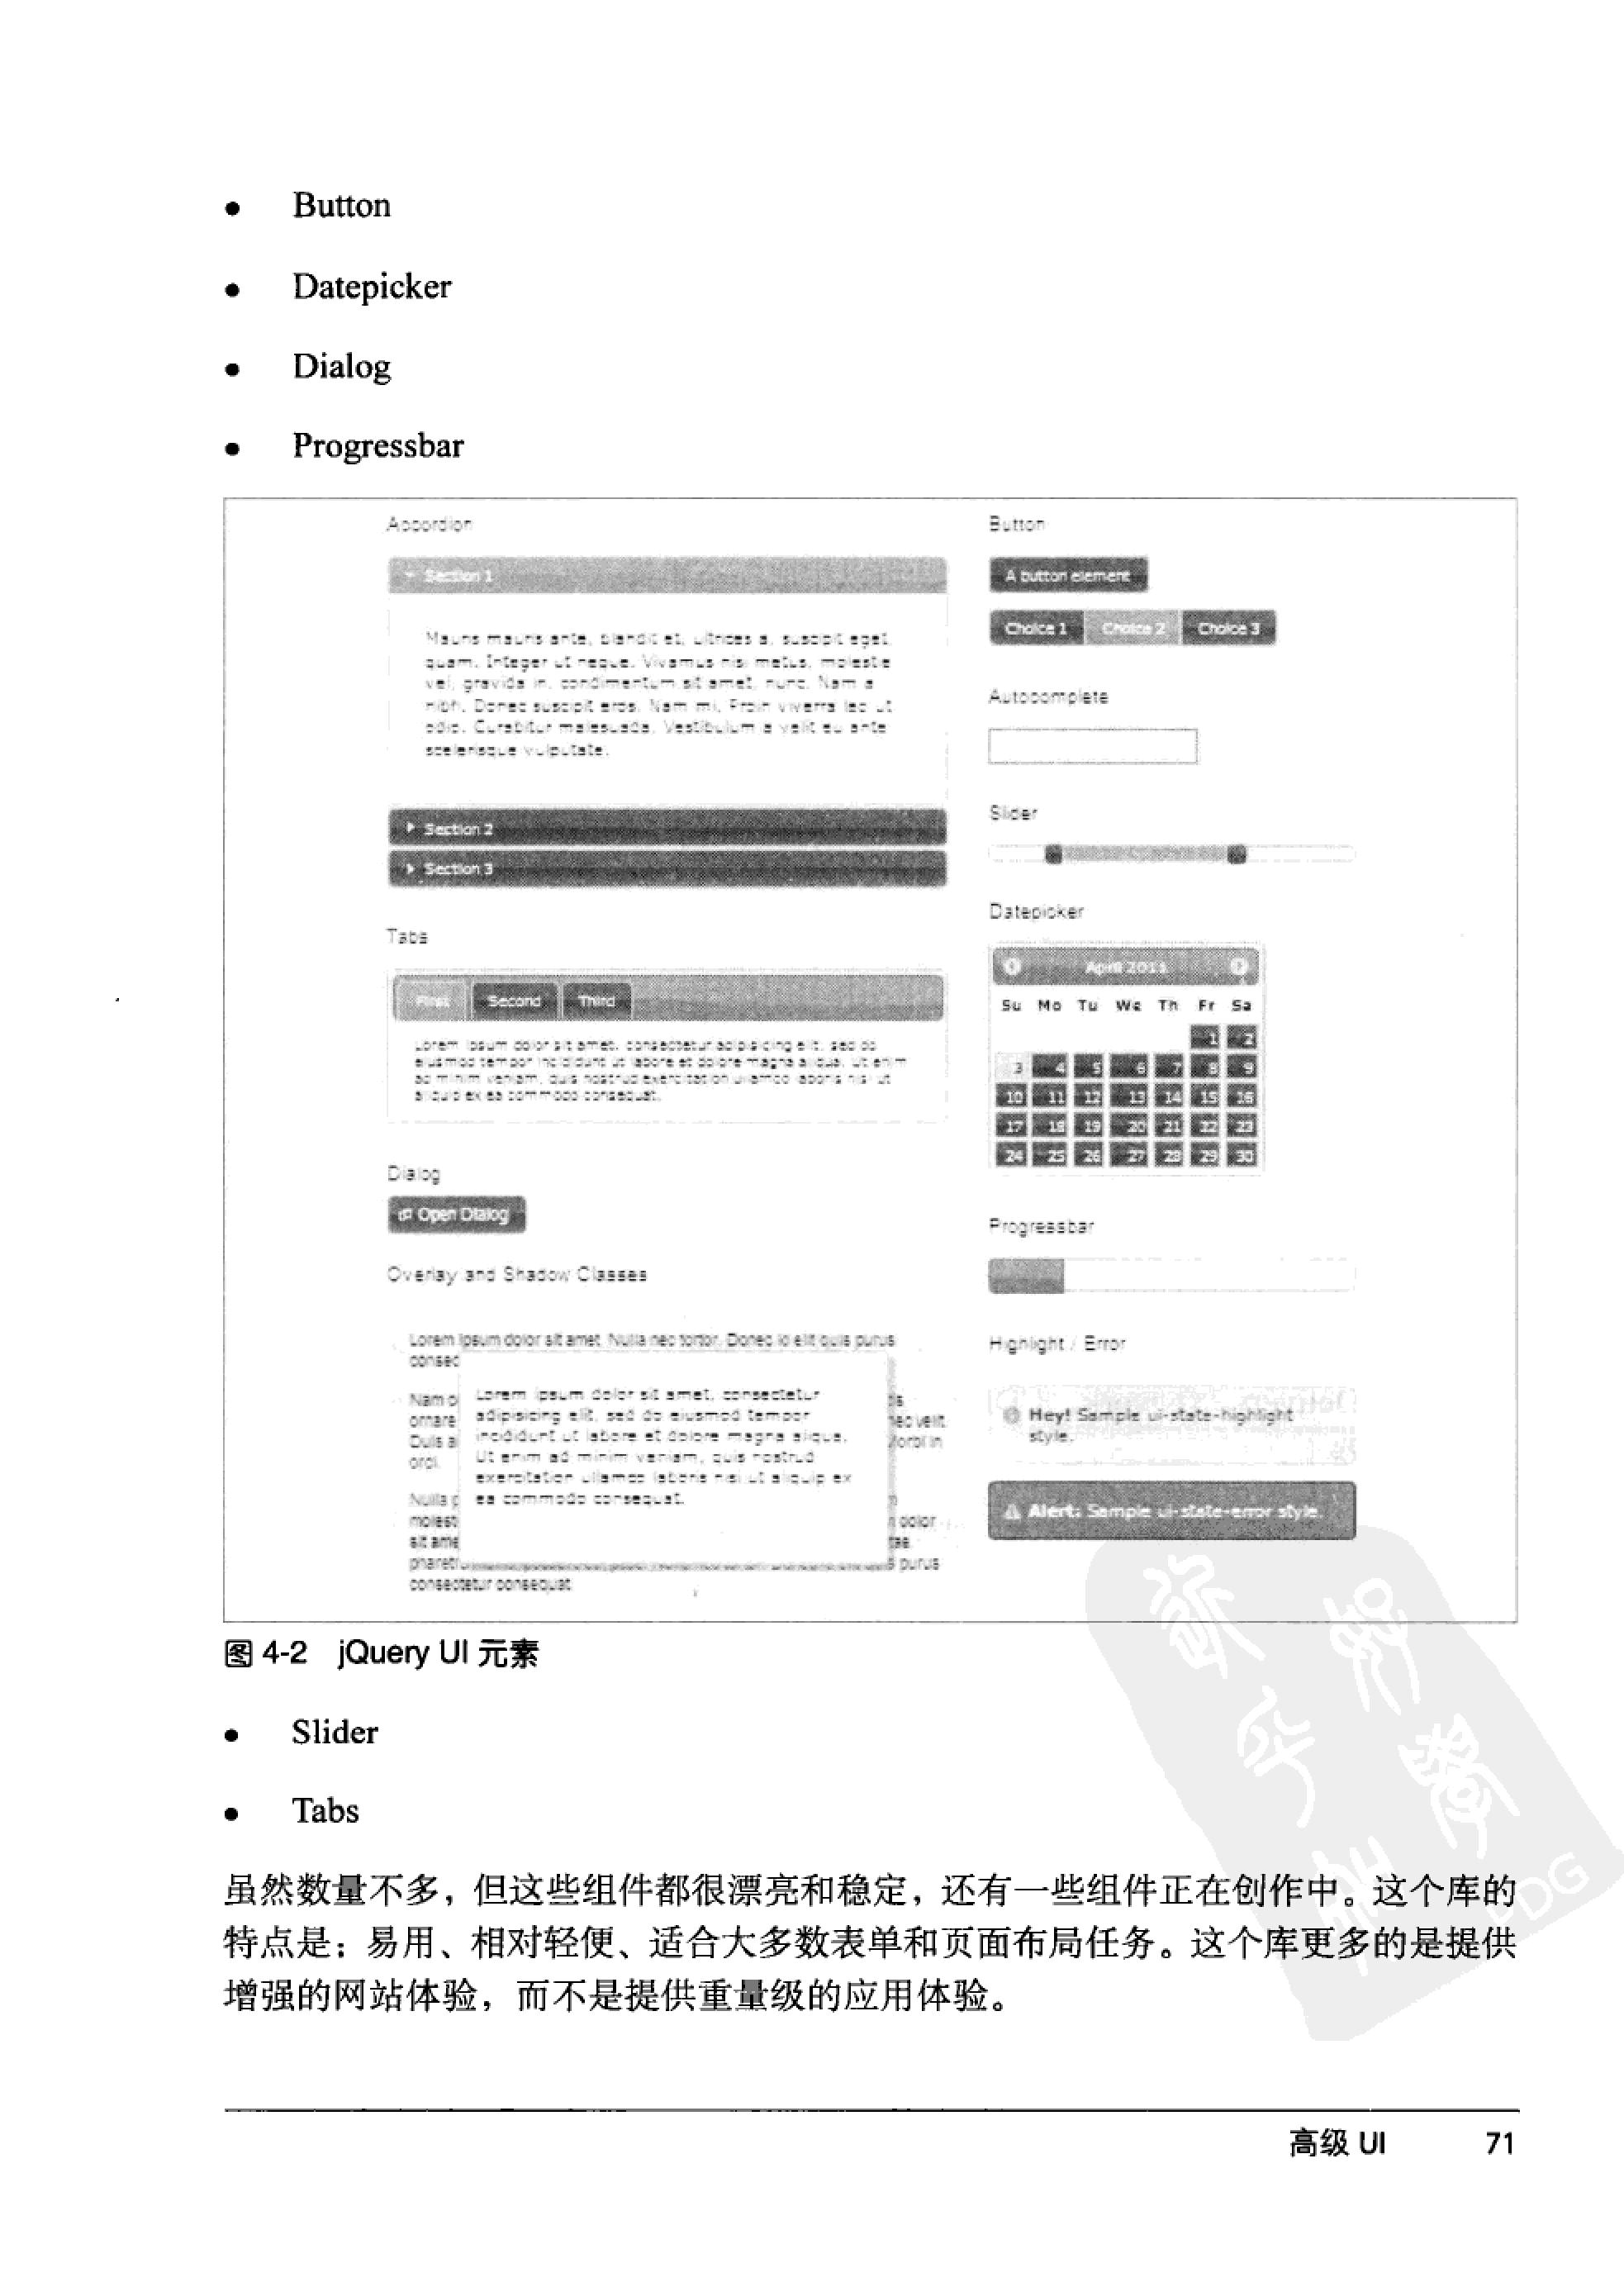 • Button
• Datepicker
• Dialog
• Progressbar
Accordion
Section 1
Mauris mauris ante, blandit et, ultrices a, suscipit eget,
quam. Integer ut neque. Vivamus nisi metus, molestie
vel, gravida in, condimentum sit amet, nunc. Nam a
nibh. Donec suscipit eros. Nam mi. Proin viverra leo ut
odio. Curabitur malesuada. Vestibulum a velit eu ante
scelerisque vulputate.
Section 2
Section 3
Tabs
First Second Third
Lorem ipsum dolor sit amet, consectetur adipisicing elit, sed do
eiusmod tempor incididunt ut labore et dolore magna aliqua. Ut enim
ad minim veniam, quis nostrud exercitation ullamco laboris nisi ut
aliquip ex ea commodo consequat.
Dialog
Open Dialog
Overlay and Shadow Classes
Lorem ipsum dolor sit amet, Nulla nec tortor. Donec id elit quis purus
consec
Nam o
ornare
nec velit.
Duis a
Morbi in
orci.
Lorem ipsum dolor sit amet, consectetur
adipisicing elit, sed do eiusmod tempor
incididunt ut labore et dolore magna aliqua.
Ut enim ad minim veniam, quis nostrud
exercitation ullamco laboris nisi ut aliquip ex
ea commodo consequat.
Nulla p
molest
dolor
sit ame
pharet
purus
consectetur consequat
Button
A button element
Choice 1 Choice 2 Choice 3
Autocomplete
Slider
Datepicker
April 2011
Su Mo Tu We Th Fr Sa
1 2
3 4 5 6 7 8 9
10 11 12 13 14 15 16
17 18 19 20 21 22 23
24 25 26 27 28 29 30
Progressbar
Highlight / Error
Hey! Sample ui-state-highlight
style.
Alert: Sample ui-state-error style.
图 4-2 jQuery UI 元素
• Slider
• Tabs
虽然数量不多，但这些组件都很漂亮和稳定，还有一些组件正在创作中。这个库的
特点是：易用、相对轻便、适合大多数表单和页面布局任务。这个库更多的是提供
增强的网站体验，而不是提供重量级的应用体验。
PDG
高级 UI 71